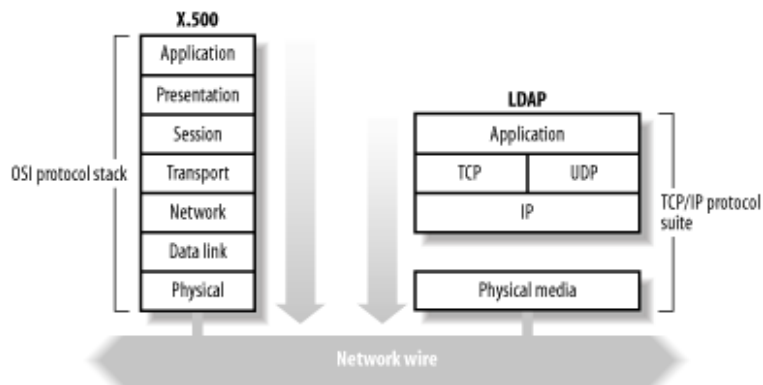 X.500
Application
Presentation
Session
Transport
Network
Data link
Physical
OSI protocol stack
LDAP
Application
TCP UDP
IP
Physical media
TCP/IP protocol
suite
Network wire